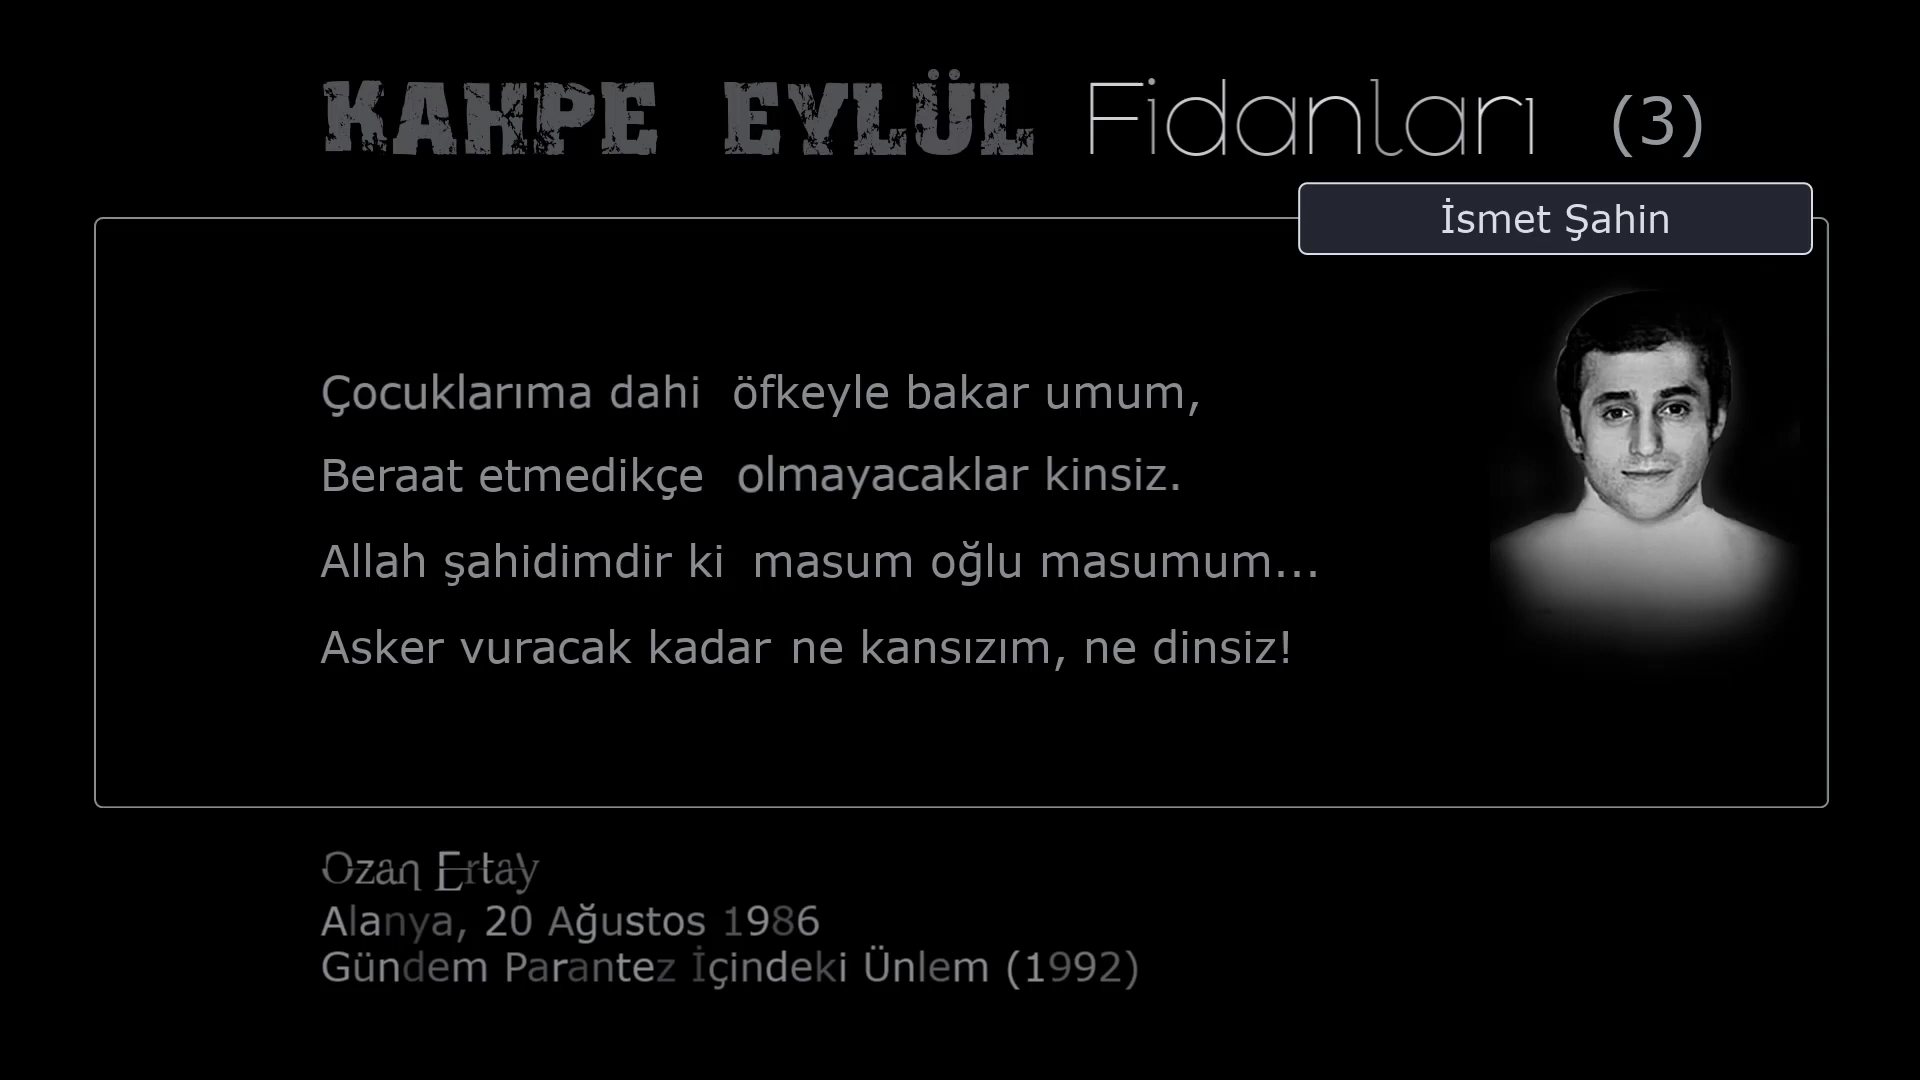 KAHPE EYLÜL Fidanları (3)
İsmet Şahin
Çocuklarıma dahi öfkeyle bakar umum,
Beraat etmedikçe olmayacaklar kinsiz.
Allah şahidimdir ki masum oğlu masumum...
Asker vuracak kadar ne kansızım, ne dinsiz!
Ozan Ertay
Alanya, 20 Ağustos 1986
Gündem Parantez İçindeki Ünlem (1992)